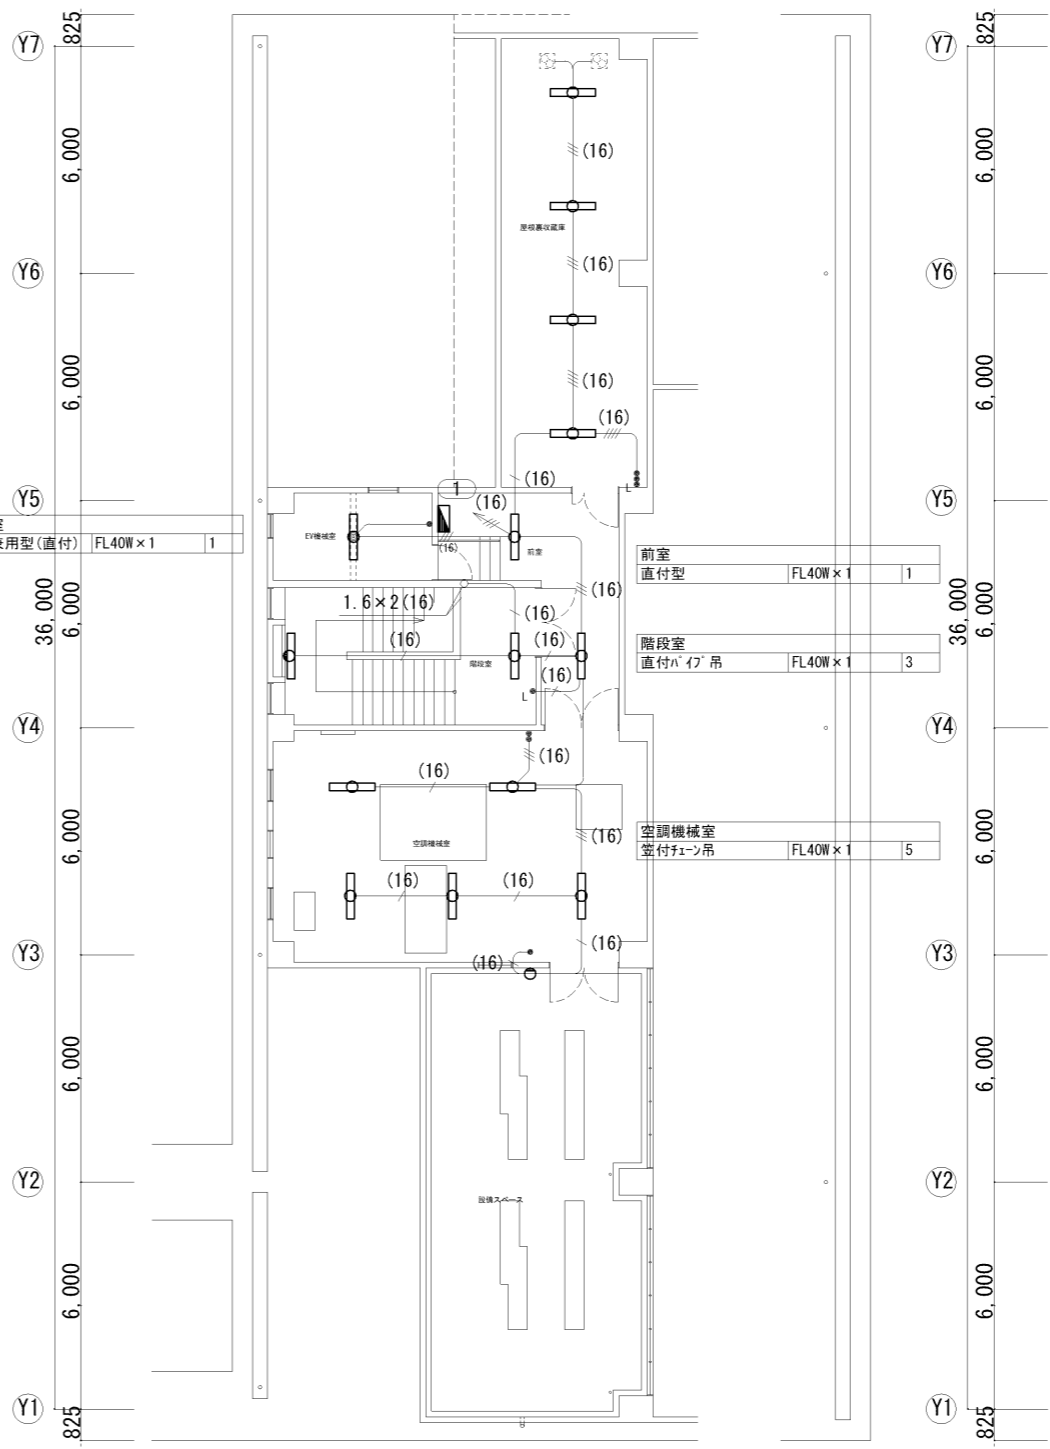 825
Y7
Y7
825
6,000
6,000
(16)
屋根裏収蔵庫
(16)
Y6
Y6
6,000
6,000
(16)
(16)
(16)
Y5
1
(16)
Y5
室
用型(直付) FL40W×1 1
EV機械室
(16)
前室
前室
直付型 FL40W×1 1
36,000
6,000
1.6×2(16)
(16)
(16)
6,000
36,000
(16)
階段室
(16)
階段室
直付パイプ吊 FL40W×1 3
(16)
L
L
Y4
Y4
(16)
(16)
6,000
空調機械室
(16)
空調機械室
笠付チェーン吊 FL40W×1 5
6,000
(16)
(16)
Y3
(16)
(16)
Y3
6,000
6,000
Y2
設備スペース
Y2
6,000
6,000
Y1
Y1
825
825